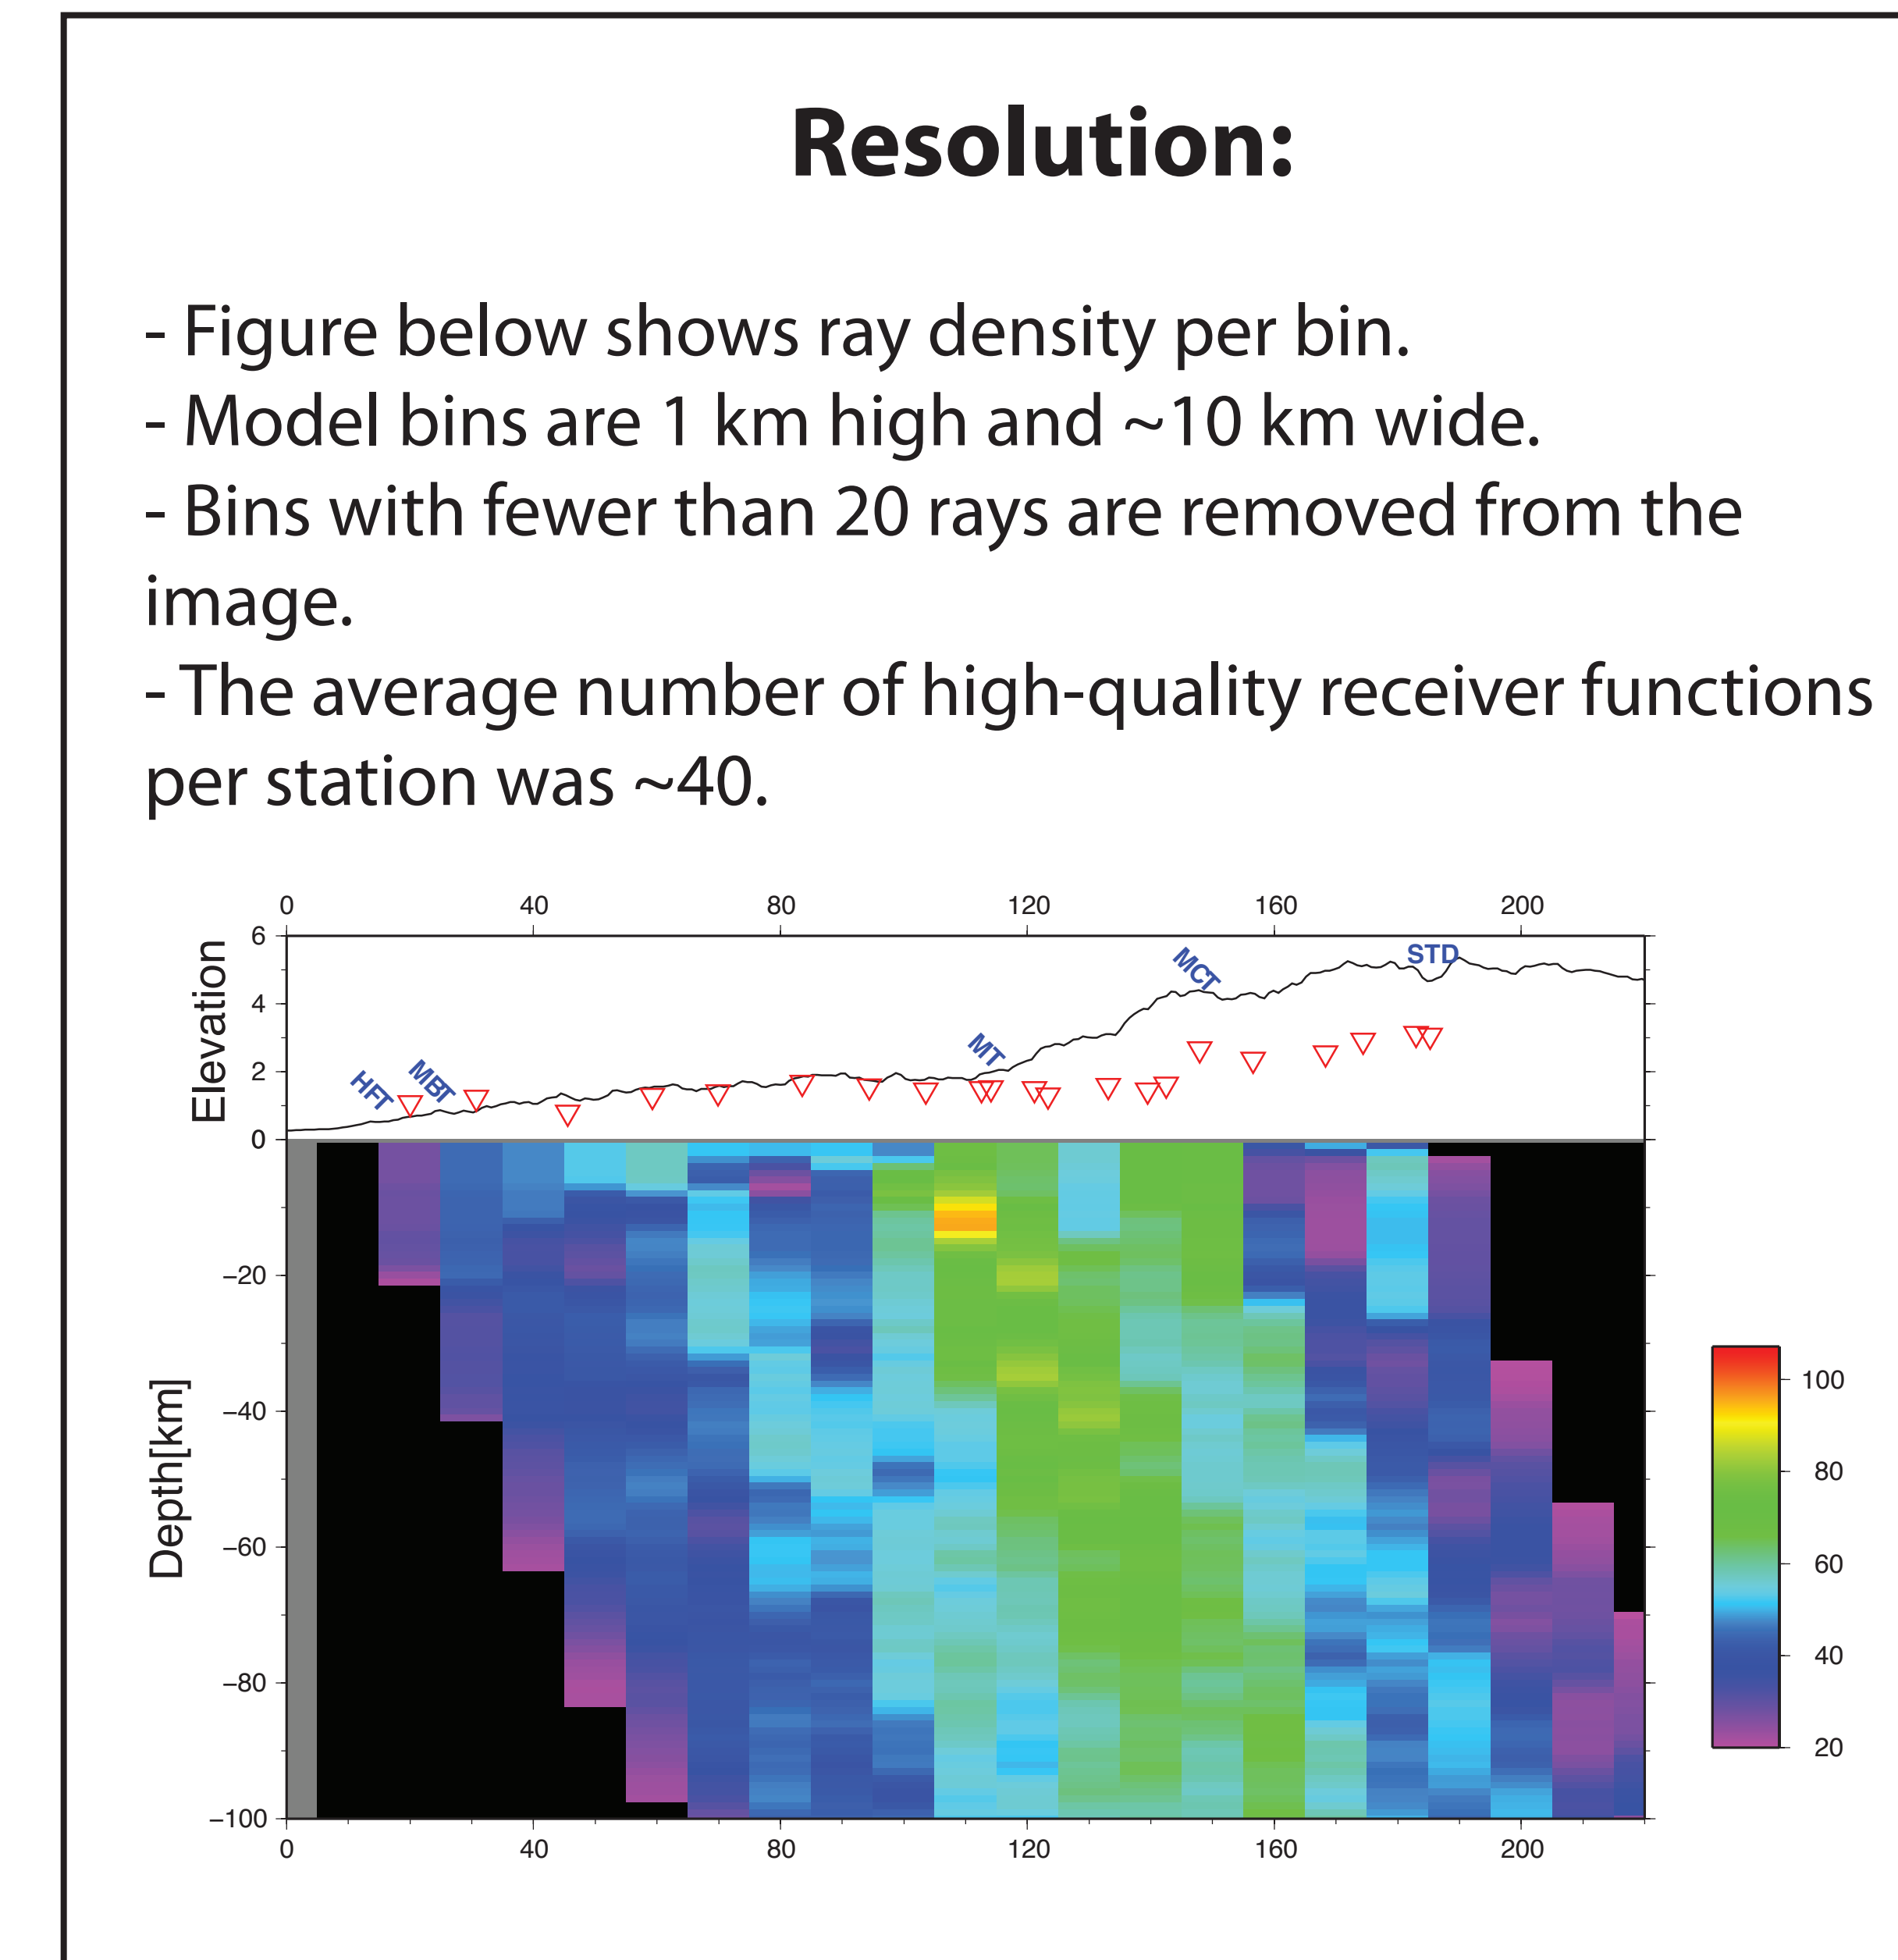 Resolution:
- Figure below shows ray density per bin.
- Model bins are 1 km high and ~10 km wide.
- Bins with fewer than 20 rays are removed from the
image.
- The average number of high-quality receiver functions
per station was ~40.
0 40 80 120 160 200
Elevation
6
4
2
0
HFT MBT MT MCT STD
Depth[km]
−20
−40
−60
−80
−100
0 40 80 120 160 200
100
80
60
40
20